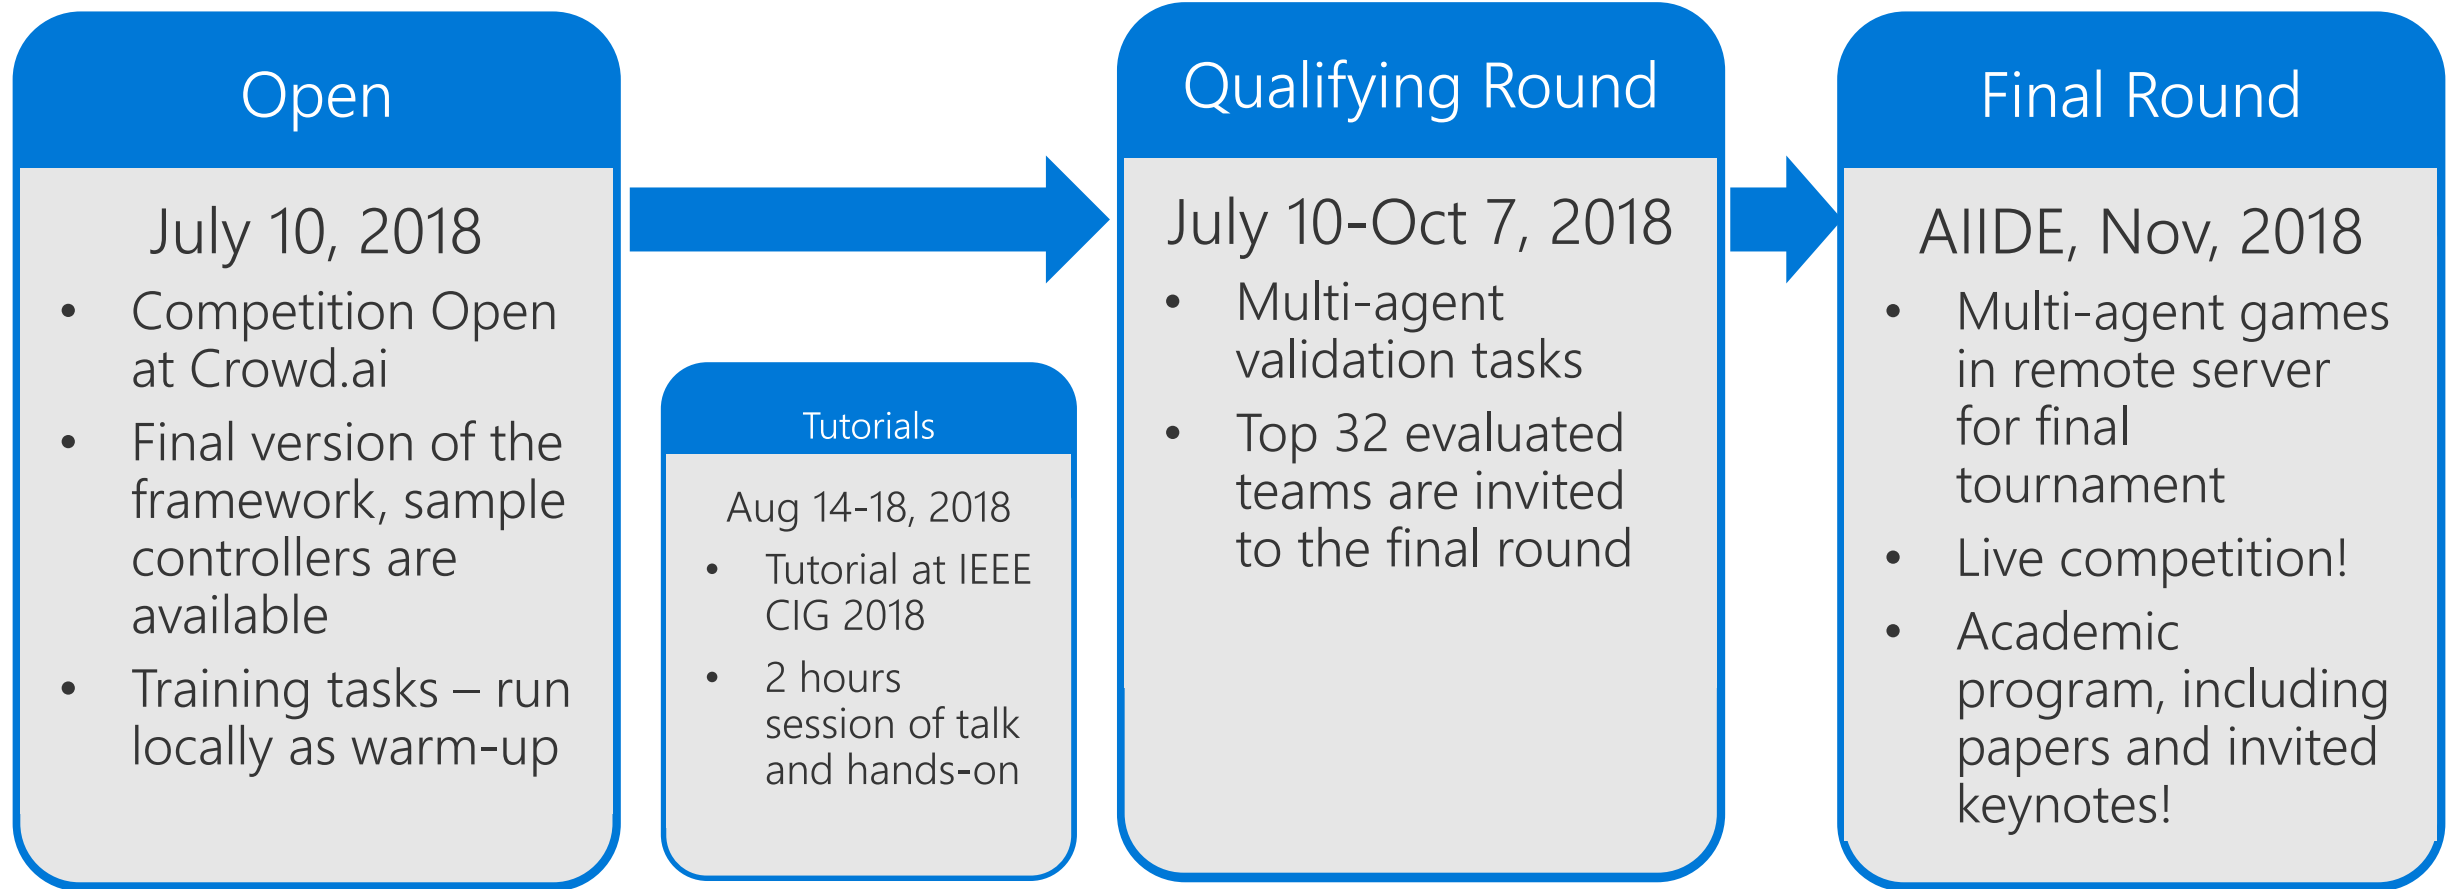 Open
July 10, 2018
• Competition Open
at Crowd.ai
• Final version of the
framework, sample
controllers are
available
• Training tasks – run
locally as warm-up
Tutorials
Aug 14-18, 2018
• Tutorial at IEEE
CIG 2018
• 2 hours
session of talk
and hands-on
Qualifying Round
July 10-Oct 7, 2018
• Multi-agent
validation tasks
• Top 32 evaluated
teams are invited
to the final round
Final Round
AIIDE, Nov, 2018
• Multi-agent games
in remote server
for final
tournament
• Live competition!
• Academic
program, including
papers and invited
keynotes!